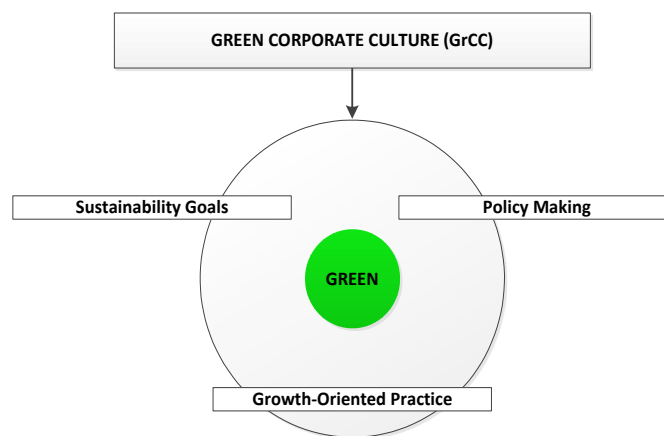 GREEN CORPORATE CULTURE (GrCC)
Sustainability Goals
Policy Making
GREEN
Growth-Oriented Practice